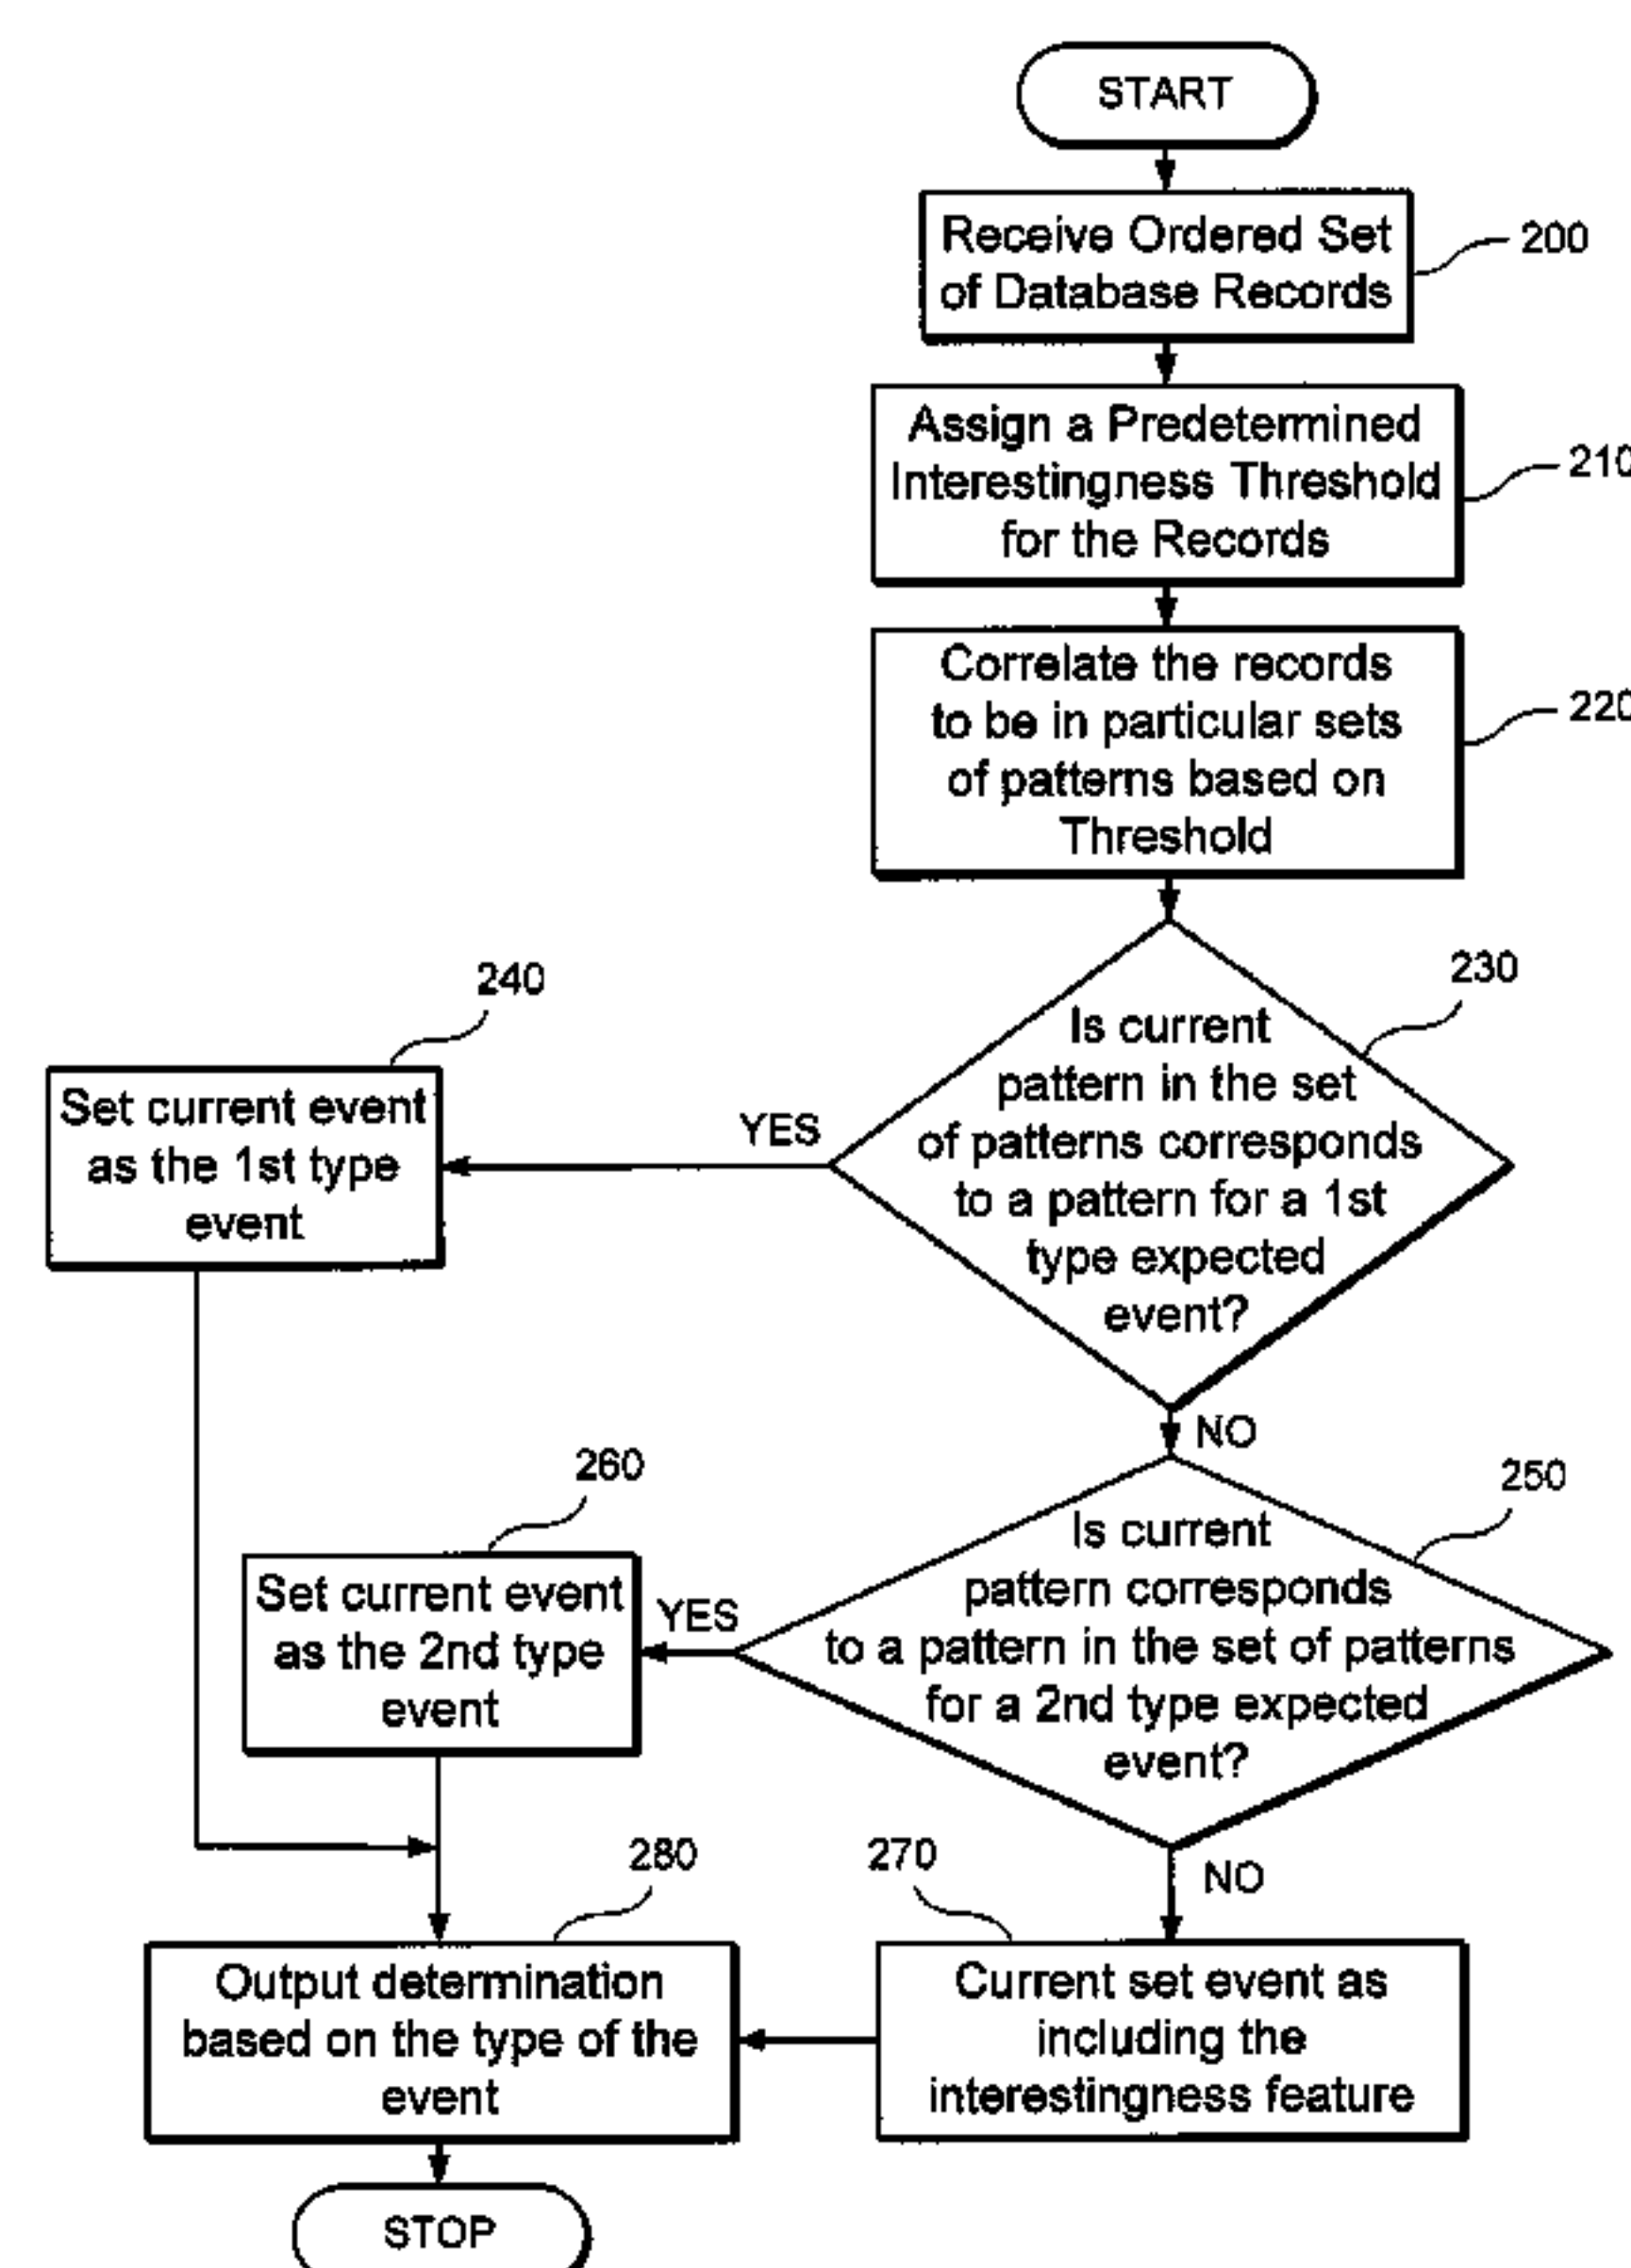 START
Receive Ordered Set
of Database Records
200
Assign a Predetermined
Interestingness Threshold
for the Records
210
Correlate the records
to be in particular sets
of patterns based on
Threshold
220
230
Is current
pattern in the set
of patterns corresponds
to a pattern for a 1st
type expected
event?
YES
240
Set current event
as the 1st type
event
NO
250
Is current
pattern corresponds
to a pattern in the set of patterns
for a 2nd type expected
event?
YES
260
Set current event
as the 2nd type
event
NO
270
Current set event as
including the
interestingness feature
280
Output determination
based on the type of the
event
STOP